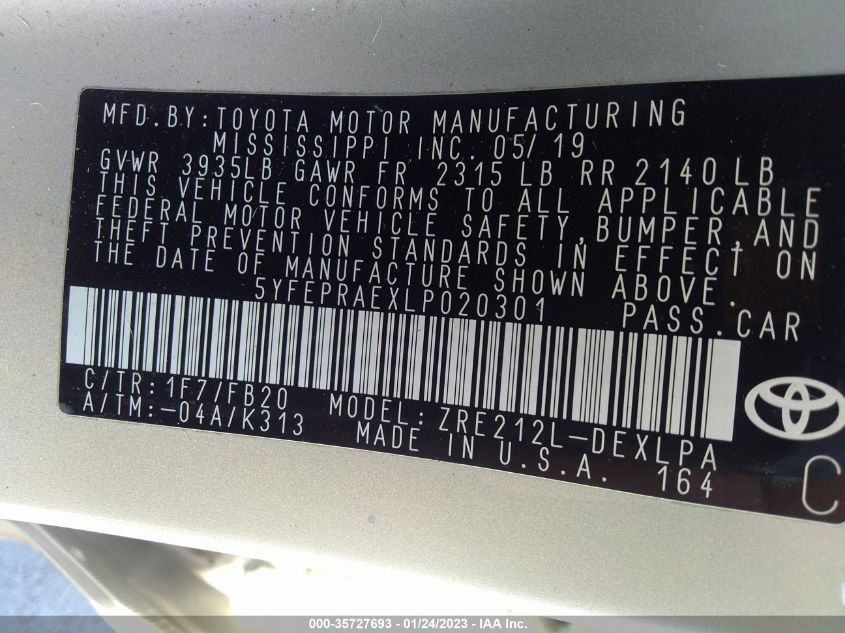 MFD.BY:TOYOTA MOTOR MANUFACTURING
MISSISSIPPI INC. 05/19
GVWR 3935LB GAWR FR 2315 LB RR 2140 LB
THIS VEHICLE CONFORMS TO ALL APPLICABLE
FEDERAL MOTOR VEHICLE SAFETY,BUMPER,AND
THEFT PREVENTION STANDARDS IN EFFECT ON
THE DATE OF MANUFACTURE SHOWN ABOVE.
5YFEPRAEXLP020301 PASS.CAR
C/TR:1F7/FB20 MODEL: ZRE212L-DEXLPA
A/TM:-04A/K313 MADE IN U.S.A. 164
C
000-35727693 - 01/24/2023 - IAA Inc.